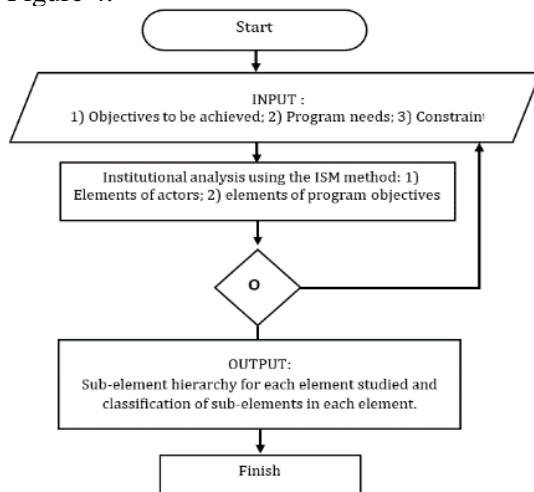 Start
INPUT :
1) Objectives to be achieved; 2) Program needs; 3) Constraint
Institutional analysis using the ISM method: 1)
Elements of actors; 2) elements of program objectives
O
OUTPUT:
Sub-element hierarchy for each element studied and
classification of sub-elements in each element.
Finish